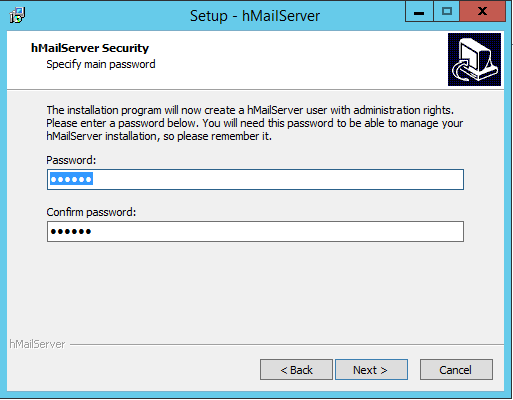 Setup - hMailServer
hMailServer Security
Specify main password
The installation program will now create a hMailServer user with administration rights.
Please enter a password below. You will need this password to be able to manage your
hMailServer installation, so please remember it.
Password:
●●●●●●
Confirm password:
●●●●●●
hMailServer
< Back
Next >
Cancel